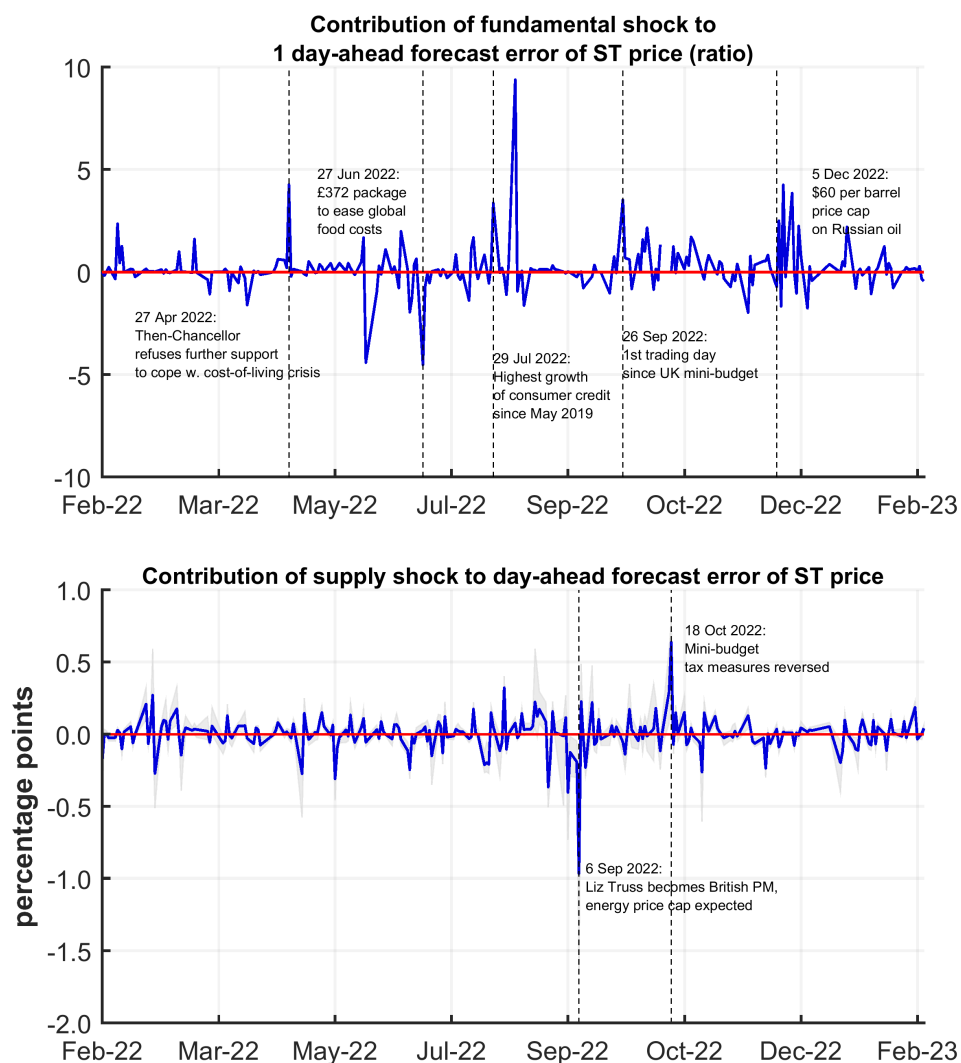 Contribution of fundamental shock to
1 day-ahead forecast error of ST price (ratio)
10
5
0
-5
-10
27 Jun 2022:
£372 package
to ease global
food costs
5 Dec 2022:
$60 per barrel
price cap
on Russian oil
27 Apr 2022:
Then-Chancellor
refuses further support
to cope w. cost-of-living crisis
29 Jul 2022:
Highest growth
of consumer credit
since May 2019
26 Sep 2022:
1st trading day
since UK mini-budget
Feb-22 Mar-22 May-22 Jul-22 Sep-22 Oct-22 Dec-22 Feb-23
Contribution of supply shock to day-ahead forecast error of ST price
percentage points
1.0
0.5
0.0
-0.5
-1.0
-1.5
-2.0
18 Oct 2022:
Mini-budget
tax measures reversed
6 Sep 2022:
Liz Truss becomes British PM,
energy price cap expected
Feb-22 Mar-22 May-22 Jul-22 Sep-22 Oct-22 Dec-22 Feb-23